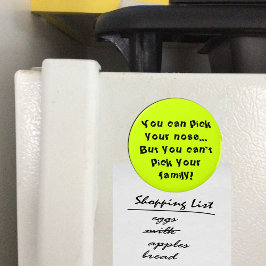 You can Pick
Your nose...
But You can't
Pick Your
family!
Shopping List
eggs
milk
apples
bread